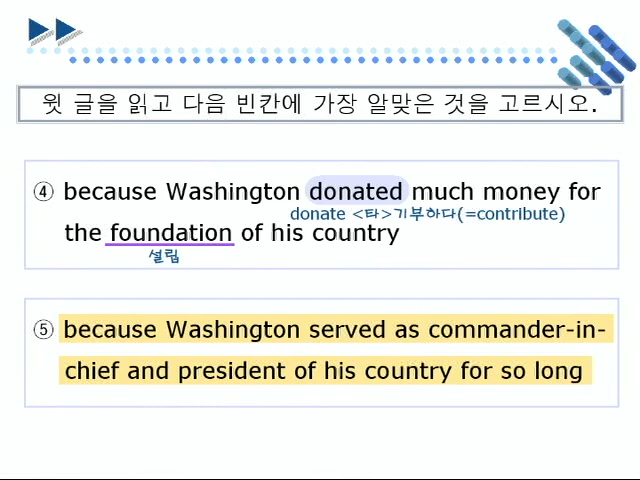 윗 글을 읽고 다음 빈칸에 가장 알맞은 것을 고르시오.
④ because Washington donated much money for
donate <타>기부하다(=contribute)
the foundation of his country
설립
⑤ because Washington served as commander-in-
chief and president of his country for so long